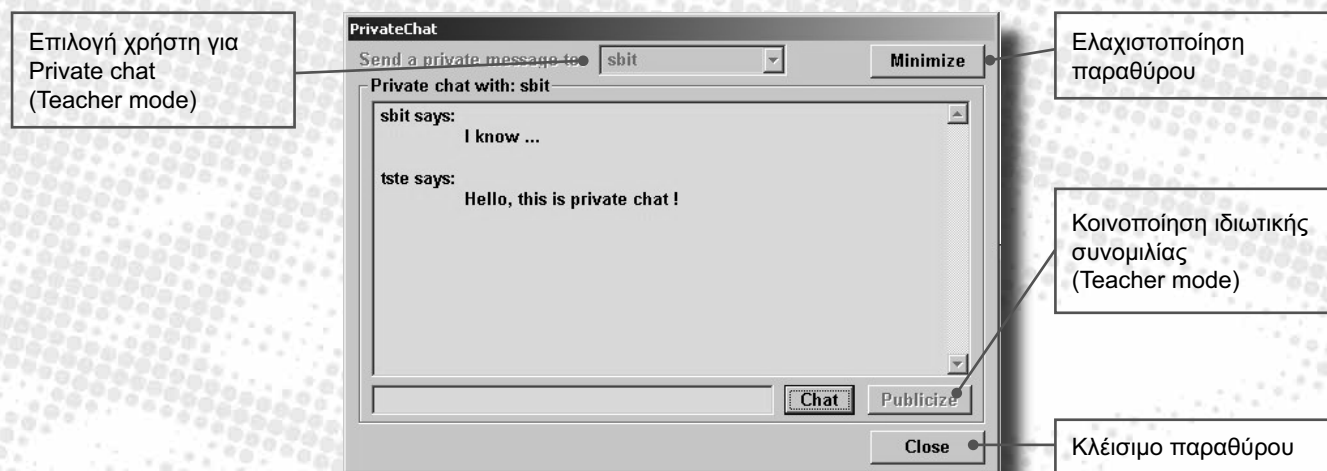 Επιλογή χρήστη για
Private chat
(Teacher mode)
PrivateChat
Send a private message to: sbit
Minimize
Private chat with: sbit
sbit says:
I know ...
tste says:
Hello, this is private chat !
Chat
Publicize
Close
Ελαχιστοποίηση
παραθύρου
Κοινοποίηση ιδιωτικής
συνομιλίας
(Teacher mode)
Κλέισιμο παραθύρου